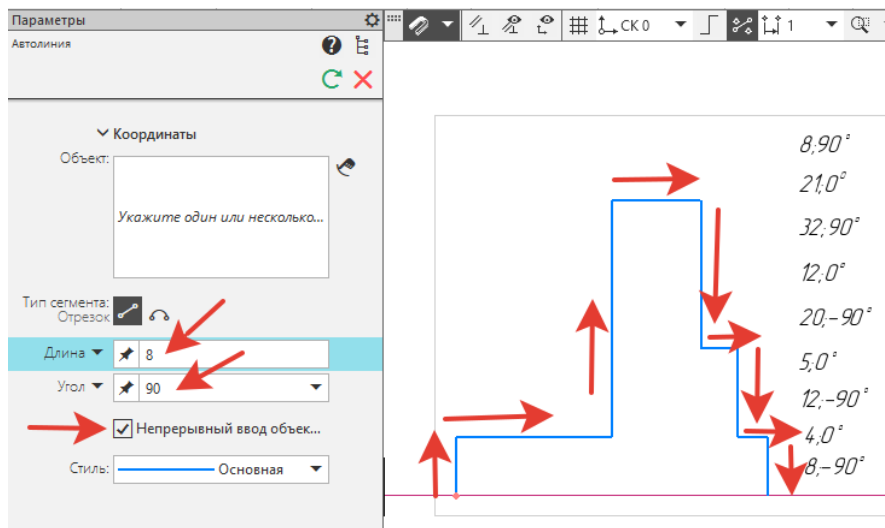 Параметры
Автолиния
Координаты
Объект:
Укажите один или несколько...
Тип сегмента:
Отрезок
Длина
8
Угол
90
Непрерывный ввод объек...
Стиль:
Основная
СК 0
1
8;90°
21;0°
32;90°
12;0°
20;-90°
5;0°
12;-90°
4;0°
8;-90°